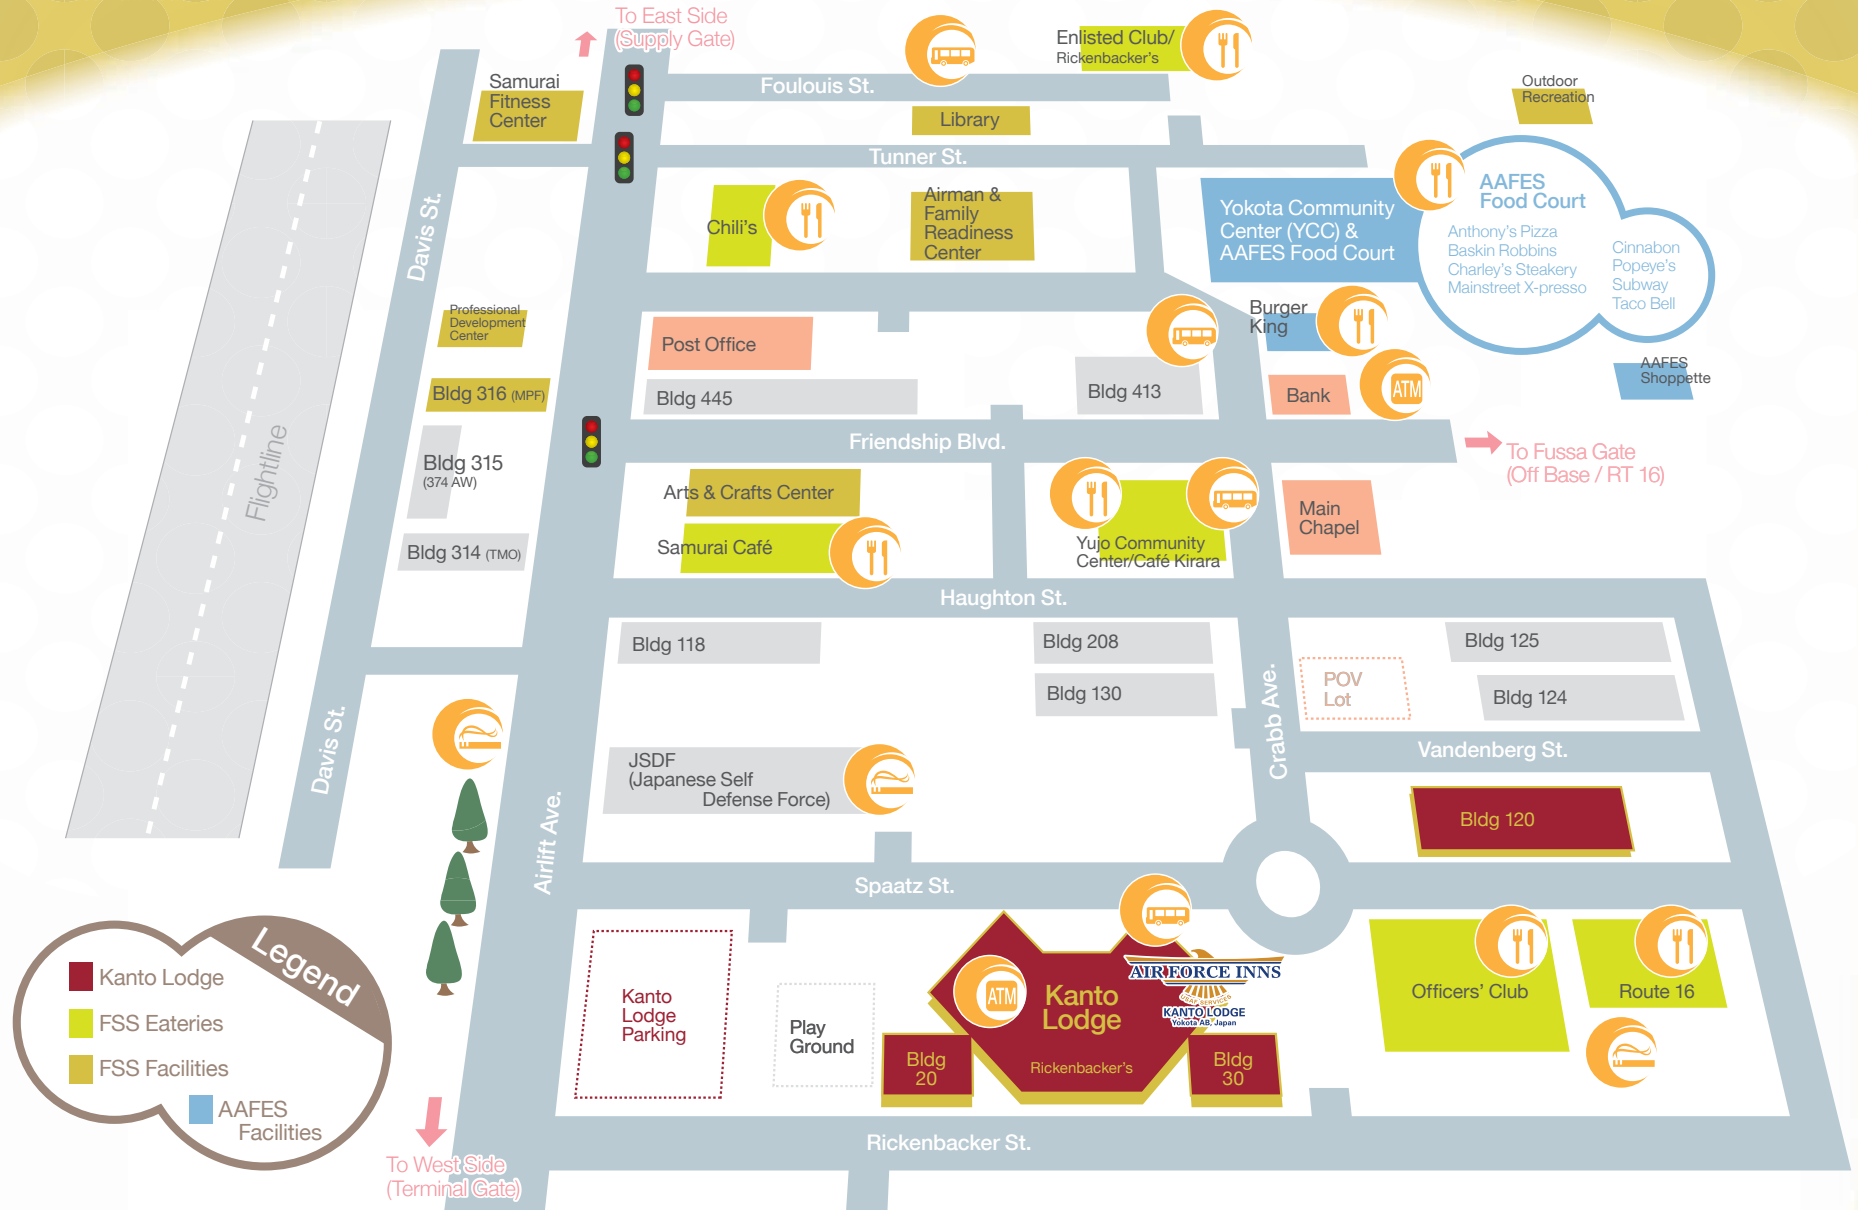 To East Side
(Supply Gate)
Enlisted Club/
Rickenbacker's
Samurai
Fitness
Center
Foulouis St.
Outdoor
Recreation
Library
Tunner St.
Davis St.
Chili's
Airman &
Family
Readiness
Center
Yokota Community
Center (YCC) &
AAFES Food Court
AAFES
Food Court
Anthony's Pizza
Baskin Robbins
Charley's Steakery
Mainstreet X-presso
Cinnabon
Popeye's
Subway
Taco Bell
Professional
Development
Center
Post Office
Burger
King
AAFES
Shoppette
Bldg 316 (MPF)
Bldg 445
Bldg 413
Bank
ATM
Flightline
Friendship Blvd.
To Fussa Gate
(Off Base / RT 16)
Bldg 315
(374 AW)
Arts & Crafts Center
Main
Chapel
Bldg 314 (TMO)
Samurai Café
Yujo Community
Center/Café Kirara
Haughton St.
Bldg 118
Bldg 208
Bldg 125
Bldg 130
POV
Lot
Bldg 124
Davis St.
Crabb Ave.
Vandenberg St.
JSDF
(Japanese Self
Defense Force)
Airlift Ave.
Bldg 120
Spaatz St.
Legend
Kanto Lodge
FSS Eateries
FSS Facilities
AAFES
Facilities
Kanto
Lodge
Parking
Play
Ground
ATM
Kanto
Lodge
Rickenbacker's
AIR FORCE INNS
USAF SERVICES
KANTO LODGE
Yokota AB, Japan
Bldg
20
Bldg
30
Officers' Club
Route 16
Rickenbacker St.
To West Side
(Terminal Gate)